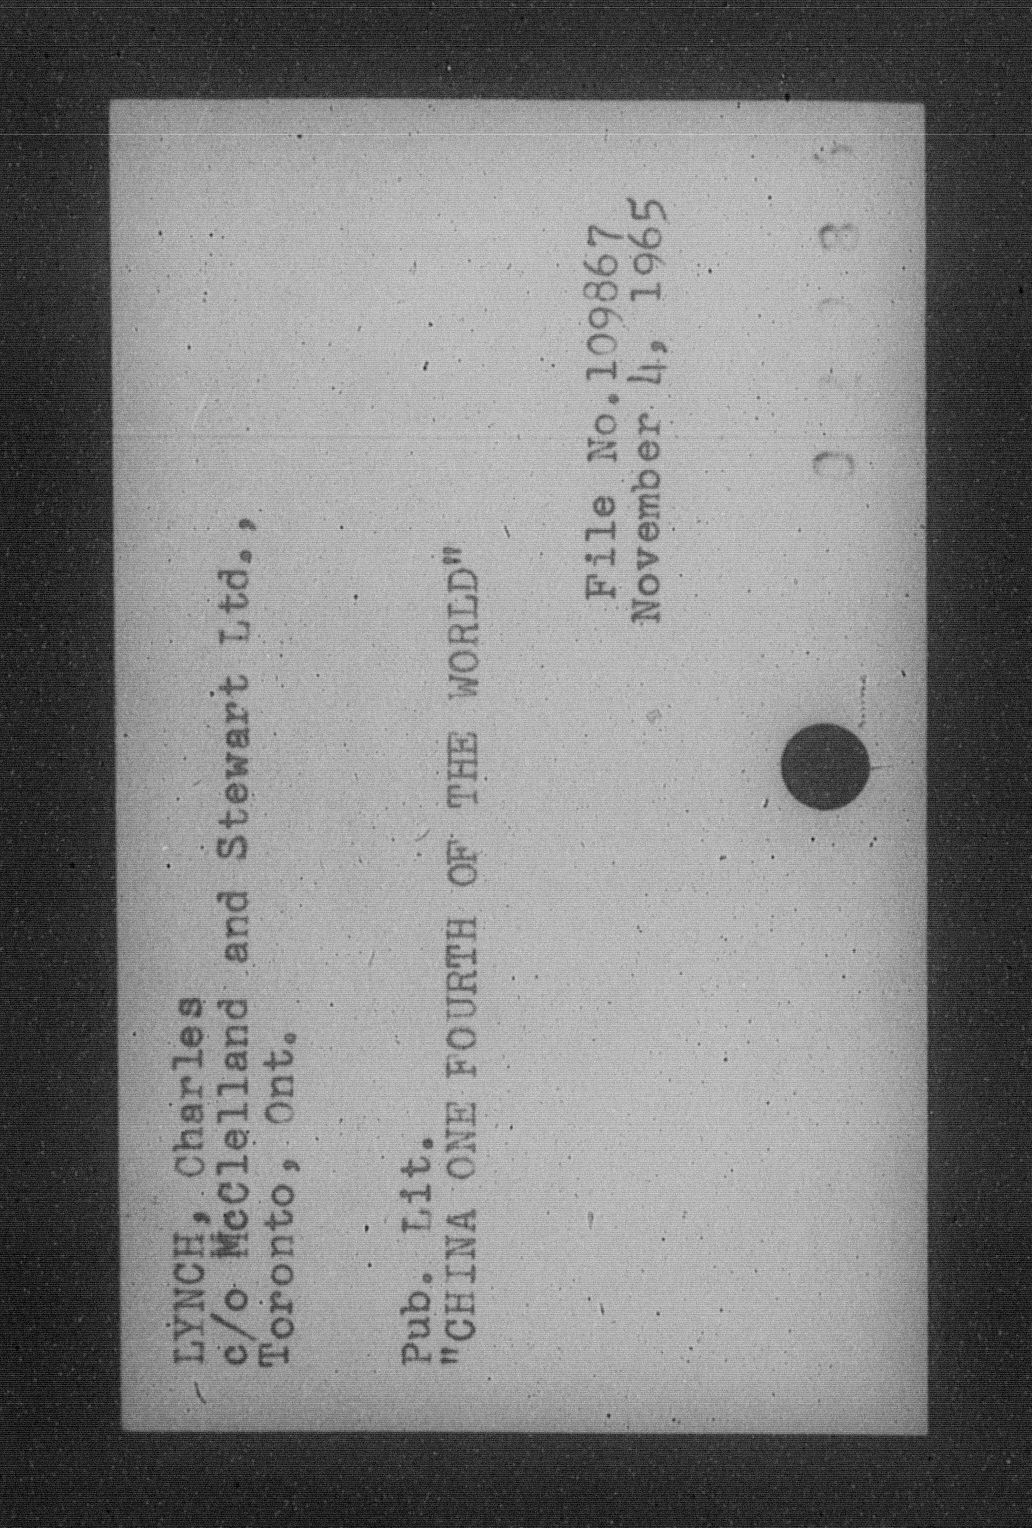 LYNCH, Charles
c/o McClelland and Stewart Ltd.,
Toronto, Ont.
Pub. Lit.
"CHINA ONE FOURTH OF THE WORLD"
File No.109867
November 4, 1965